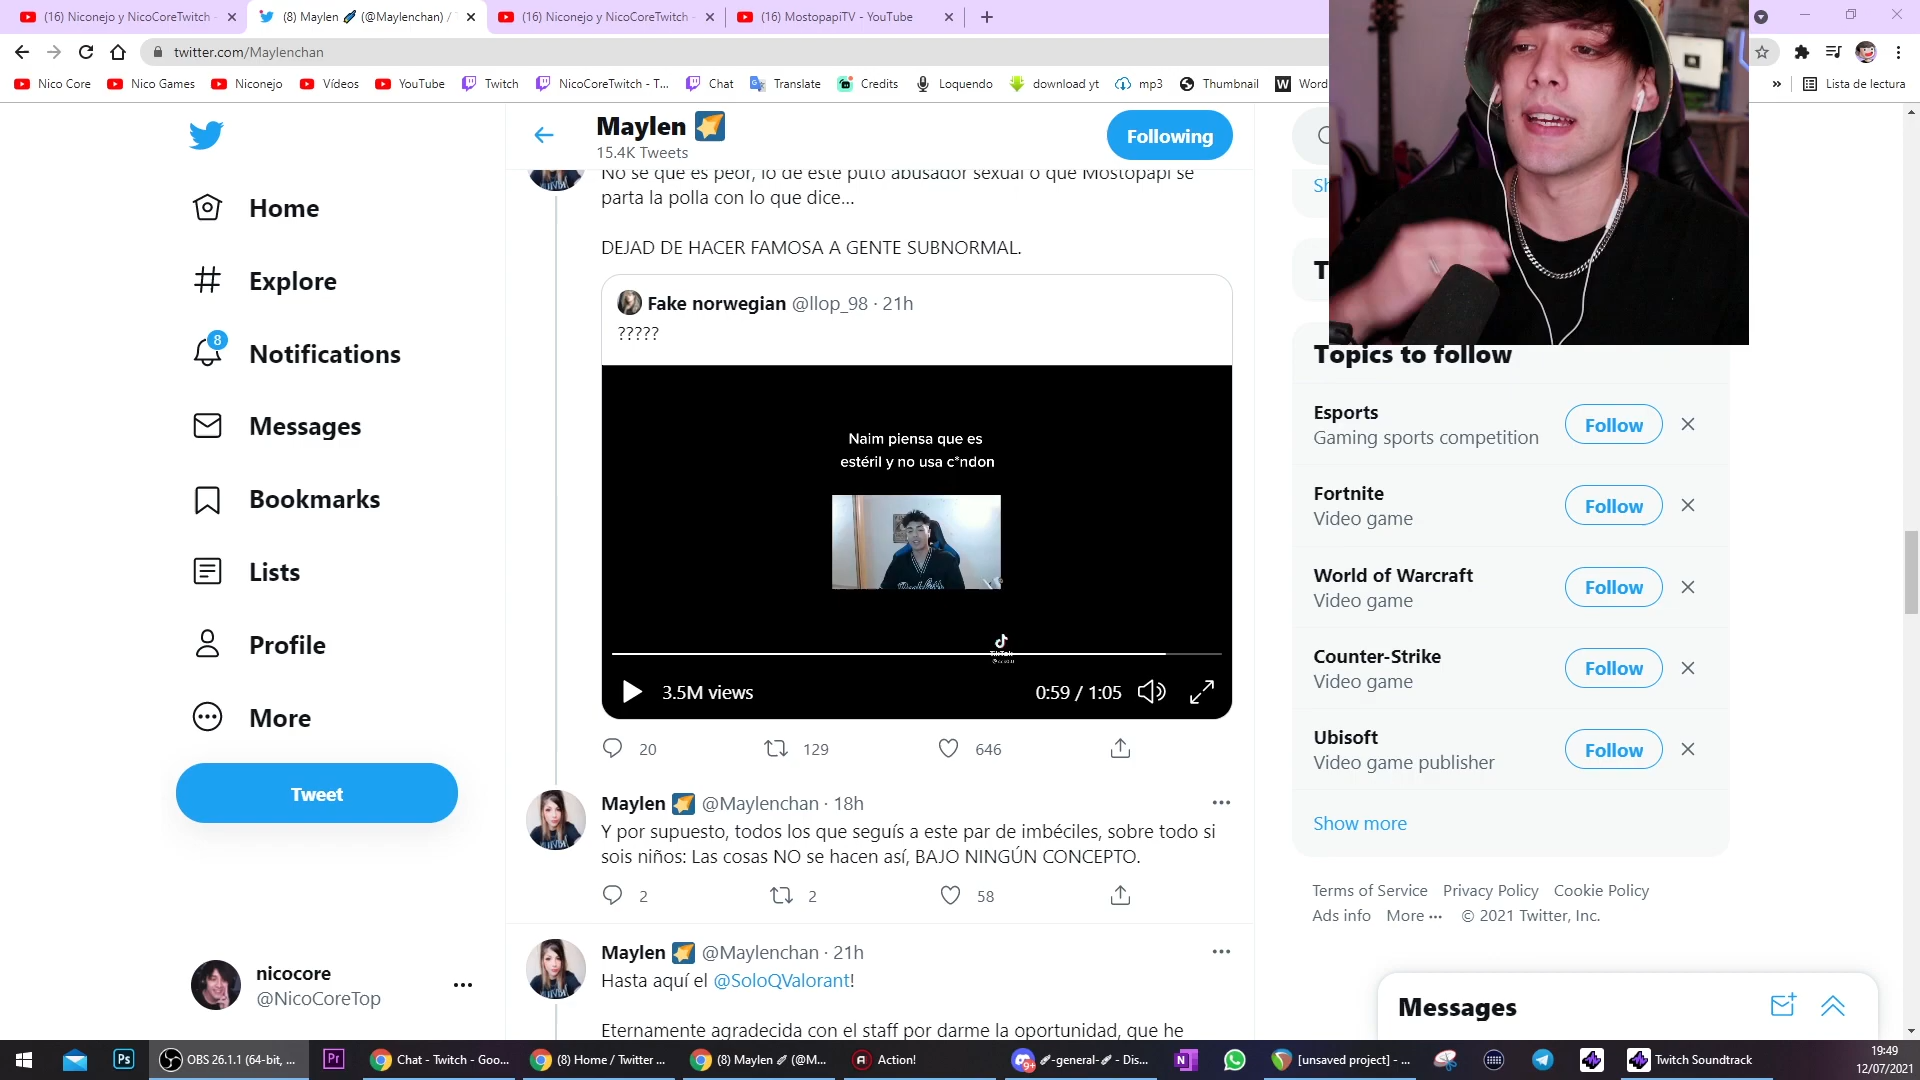 (16) Niconejo y NicoCoreTwitch
(8) Maylen (@Maylenchan) /
(16) Niconejo y NicoCoreTwitch
(16) MostopapiTV - YouTube
twitter.com/Maylenchan
Nico Core
Nico Games
Niconejo
Vídeos
YouTube
Twitch
NicoCoreTwitch - T...
Chat
Translate
Credits
Loquendo
download yt
mp3
Thumbnail
Word
Lista de lectura
Home
Explore
8
Notifications
Messages
Bookmarks
Lists
Profile
More
Tweet
nicocore
@NicoCoreTop
Maylen
15.4K Tweets
Following
No sé que es peor, lo de este puto abusador sexual o que Mostopapi se
parta la polla con lo que dice...
DEJAD DE HACER FAMOSA A GENTE SUBNORMAL.
Fake norwegian @llop_98 · 21h
?????
Naim piensa que es
estéril y no usa c*ndon
TikTok
3.5M views
0:59 / 1:05
20
129
646
Maylen @Maylenchan · 18h
Y por supuesto, todos los que seguís a este par de imbéciles, sobre todo si
sois niños: Las cosas NO se hacen así, BAJO NINGÚN CONCEPTO.
2
2
58
Maylen @Maylenchan · 21h
Hasta aquí el @SoloQValorant!
Eternamente agradecida con el staff por darme la oportunidad, que he
Topics to follow
Esports
Gaming sports competition
Follow
Fortnite
Video game
Follow
World of Warcraft
Video game
Follow
Counter-Strike
Video game
Follow
Ubisoft
Video game publisher
Follow
Show more
Terms of Service Privacy Policy Cookie Policy
Ads info More ··· © 2021 Twitter, Inc.
Messages
Ps
OBS 26.1.1 (64-bit, ...
Pr
Chat - Twitch - Goo...
(8) Home / Twitter ...
(8) Maylen (@M...
Action!
9+
-general- - Dis...
[unsaved project] - ...
Twitch Soundtrack
19:49
12/07/2021